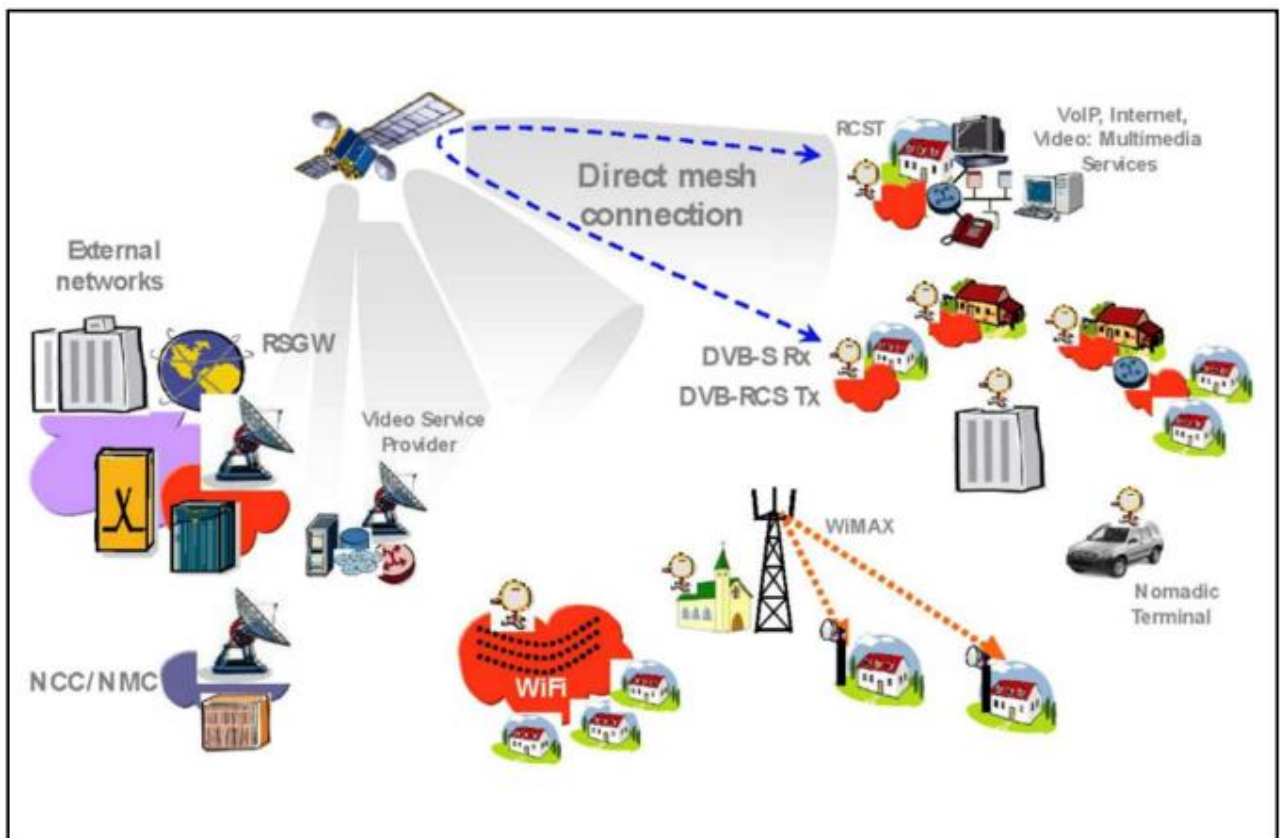 RCST
VoIP, Internet,
Video: Multimedia
Services
Direct mesh
connection
External
networks
RSGW
DVB-S Rx
DVB-RCS Tx
Video Service
Provider
WiMAX
Nomadic
Terminal
NCC/NMC
WiFi